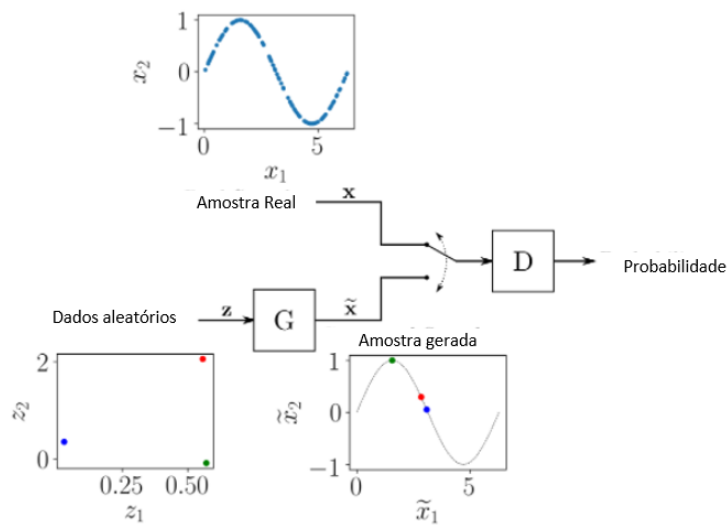 1
x₂
0
−1
0 5
x₁
Amostra Real x
D
Probabilidade
Dados aleatórios z G x̃
Amostra gerada
2
z₂
0
0.25 0.50
z₁
1
x̃₂
0
−1
0 5
x̃₁